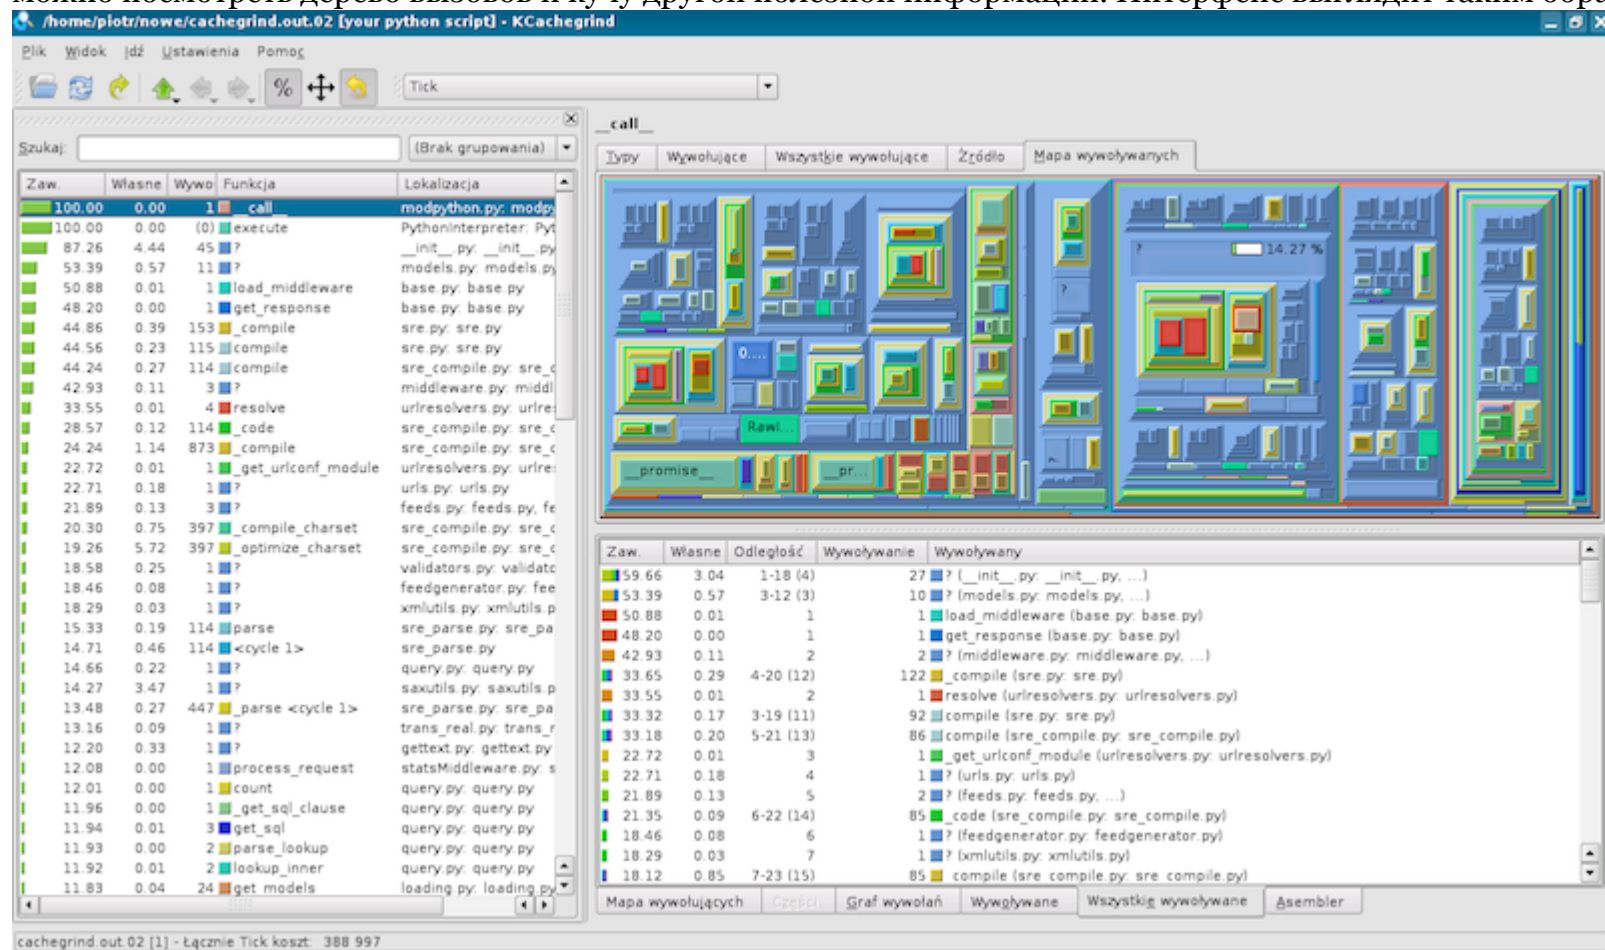 можно посмотреть дерево вызовов и кучу другой полезной информации. Интерфейс выглядит таким обра
/home/piotr/nowe/cachegrind.out.02 [your python script] - KCachegrind
Plik Widok Idź Ustawienia Pomoc
% Tick
Szukaj: (Brak grupowania)
Zaw. Własne Wywo Funkcja Lokalizacja
100.00 0.00 1 __call__ modpython.py: modpy
100.00 0.00 (0) execute PythonInterpreter: Pyt
87.26 4.44 45 ? __init__.py: __init__.py
53.39 0.57 11 ? models.py: models.py
50.88 0.01 1 load_middleware base.py: base.py
48.20 0.00 1 get_response base.py: base.py
44.86 0.39 153 _compile sre.py: sre.py
44.56 0.23 115 compile sre.py: sre.py
44.24 0.27 114 compile sre_compile.py: sre_c
42.93 0.11 3 ? middleware.py: middl
33.55 0.01 4 resolve urlresolvers.py: urlre
28.57 0.12 114 _code sre_compile.py: sre_c
24.24 1.14 873 _compile sre_compile.py: sre_c
22.72 0.01 1 _get_urlconf_module urlresolvers.py: urlre
22.71 0.18 1 ? urls.py: urls.py
21.89 0.13 3 ? feeds.py: feeds.py, fe
20.30 0.75 397 _compile_charset sre_compile.py: sre_c
19.26 5.72 397 _optimize_charset sre_compile.py: sre_c
18.58 0.25 1 ? validators.py: validato
18.46 0.08 1 ? feedgenerator.py: fee
18.29 0.03 1 ? xmlutils.py: xmlutils.p
15.33 0.19 114 parse sre_parse.py: sre_pa
14.71 0.46 114 <cycle 1> sre_parse.py
14.66 0.22 1 ? query.py: query.py
14.27 3.47 1 ? saxutils.py: saxutils.p
13.48 0.27 447 _parse <cycle 1> sre_parse.py: sre_pa
13.16 0.09 1 ? trans_real.py: trans_r
12.20 0.33 1 ? gettext.py: gettext.py
12.08 0.00 1 process_request statsMiddleware.py: s
12.01 0.00 1 count query.py: query.py
11.96 0.00 1 _get_sql_clause query.py: query.py
11.94 0.01 3 get_sql query.py: query.py
11.93 0.00 2 parse_lookup query.py: query.py
11.92 0.01 2 lookup_inner query.py: query.py
11.83 0.04 24 get_models loading.py: loading.py
__call__
Typy Wywołujące Wszystkie wywołujące Źródło Mapa wywoływanych
? 14.27 %
?
0....
Rawl...
__promise__ __pr...
Zaw. Własne Odległość Wywoływanie Wywoływany
59.66 3.04 1-18 (4) 27 ? (__init__.py: __init__.py, ...)
53.39 0.57 3-12 (3) 10 ? (models.py: models.py, ...)
50.88 0.01 1 1 load_middleware (base.py: base.py)
48.20 0.00 1 1 get_response (base.py: base.py)
42.93 0.11 2 2 ? (middleware.py: middleware.py, ...)
33.65 0.29 4-20 (12) 122 _compile (sre.py: sre.py)
33.55 0.01 2 1 resolve (urlresolvers.py: urlresolvers.py)
33.32 0.17 3-19 (11) 92 compile (sre.py: sre.py)
33.18 0.20 5-21 (13) 86 compile (sre_compile.py: sre_compile.py)
22.72 0.01 3 1 _get_urlconf_module (urlresolvers.py: urlresolvers.py)
22.71 0.18 4 1 ? (urls.py: urls.py)
21.89 0.13 5 2 ? (feeds.py: feeds.py, ...)
21.35 0.09 6-22 (14) 85 _code (sre_compile.py: sre_compile.py)
18.46 0.08 6 1 ? (feedgenerator.py: feedgenerator.py)
18.29 0.03 7 1 ? (xmlutils.py: xmlutils.py)
18.12 0.85 7-23 (15) 85 _compile (sre_compile.py: sre_compile.py)
Mapa wywołujących Części Graf wywołań Wywoływane Wszystkie wywoływane Asembler
cachegrind.out.02 [1] - Łącznie Tick koszt: 388 997